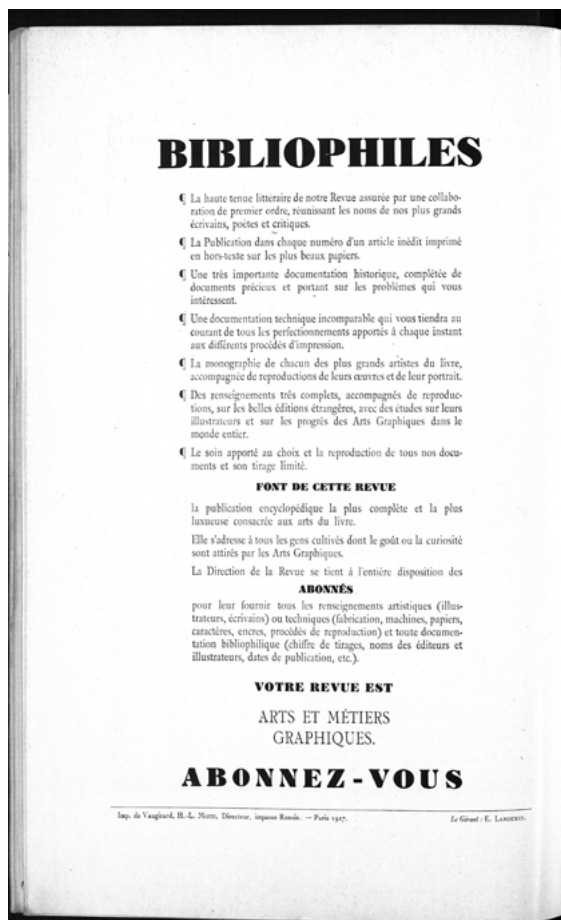 BIBLIOPHILES
¶ La haute tenue littéraire de notre Revue assurée par une collabo-
ration de premier ordre, réunissant les noms de nos plus grands
écrivains, poètes et critiques.
¶ La Publication dans chaque numéro d'un article inédit imprimé
en hors-texte sur les plus beaux papiers.
¶ Une très importante documentation historique, complétée de
documents précieux et portant sur les problèmes qui vous
intéressent.
¶ Une documentation technique incomparable qui vous tiendra au
courant de tous les perfectionnements apportés à chaque instant
aux différents procédés d'impression.
¶ La monographie de chacun des plus grands artistes du livre,
accompagnée de reproductions de leurs œuvres et de leur portrait.
¶ Des renseignements très complets, accompagnés de reproduc-
tions, sur les belles éditions étrangères, avec des études sur leurs
illustrateurs et sur les progrès des Arts Graphiques dans le
monde entier.
¶ Le soin apporté au choix et la reproduction de tous nos docu-
ments et son tirage limité.
FONT DE CETTE REVUE
la publication encyclopédique la plus complète et la plus
luxueuse consacrée aux arts du livre.
Elle s'adresse à tous les gens cultivés dont le goût ou la curiosité
sont attirés par les Arts Graphiques.
La Direction de la Revue se tient à l'entière disposition des
ABONNÉS
pour leur fournir tous les renseignements artistiques (illus-
trateurs, écrivains) ou techniques (fabrication, machines, papiers,
caractères, encres, procédés de reproduction) et toute documen-
tation bibliophilique (chiffre de tirages, noms des éditeurs et
illustrateurs, dates de publication, etc.).
VOTRE REVUE EST
ARTS ET MÉTIERS
GRAPHIQUES.
ABONNEZ-VOUS
Imp. de Vaugirard, H.-L. Directeur, impasse Ronsin. — Paris 1927.
Le Gérant : E.